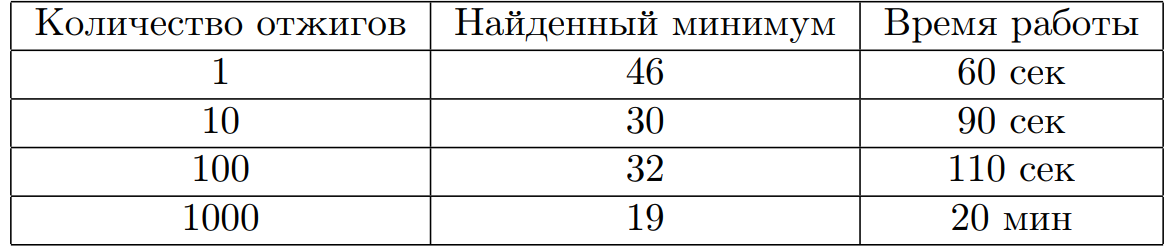 Количество отжигов Найденный минимум Время работы
1 46 60 сек
10 30 90 сек
100 32 110 сек
1000 19 20 мин